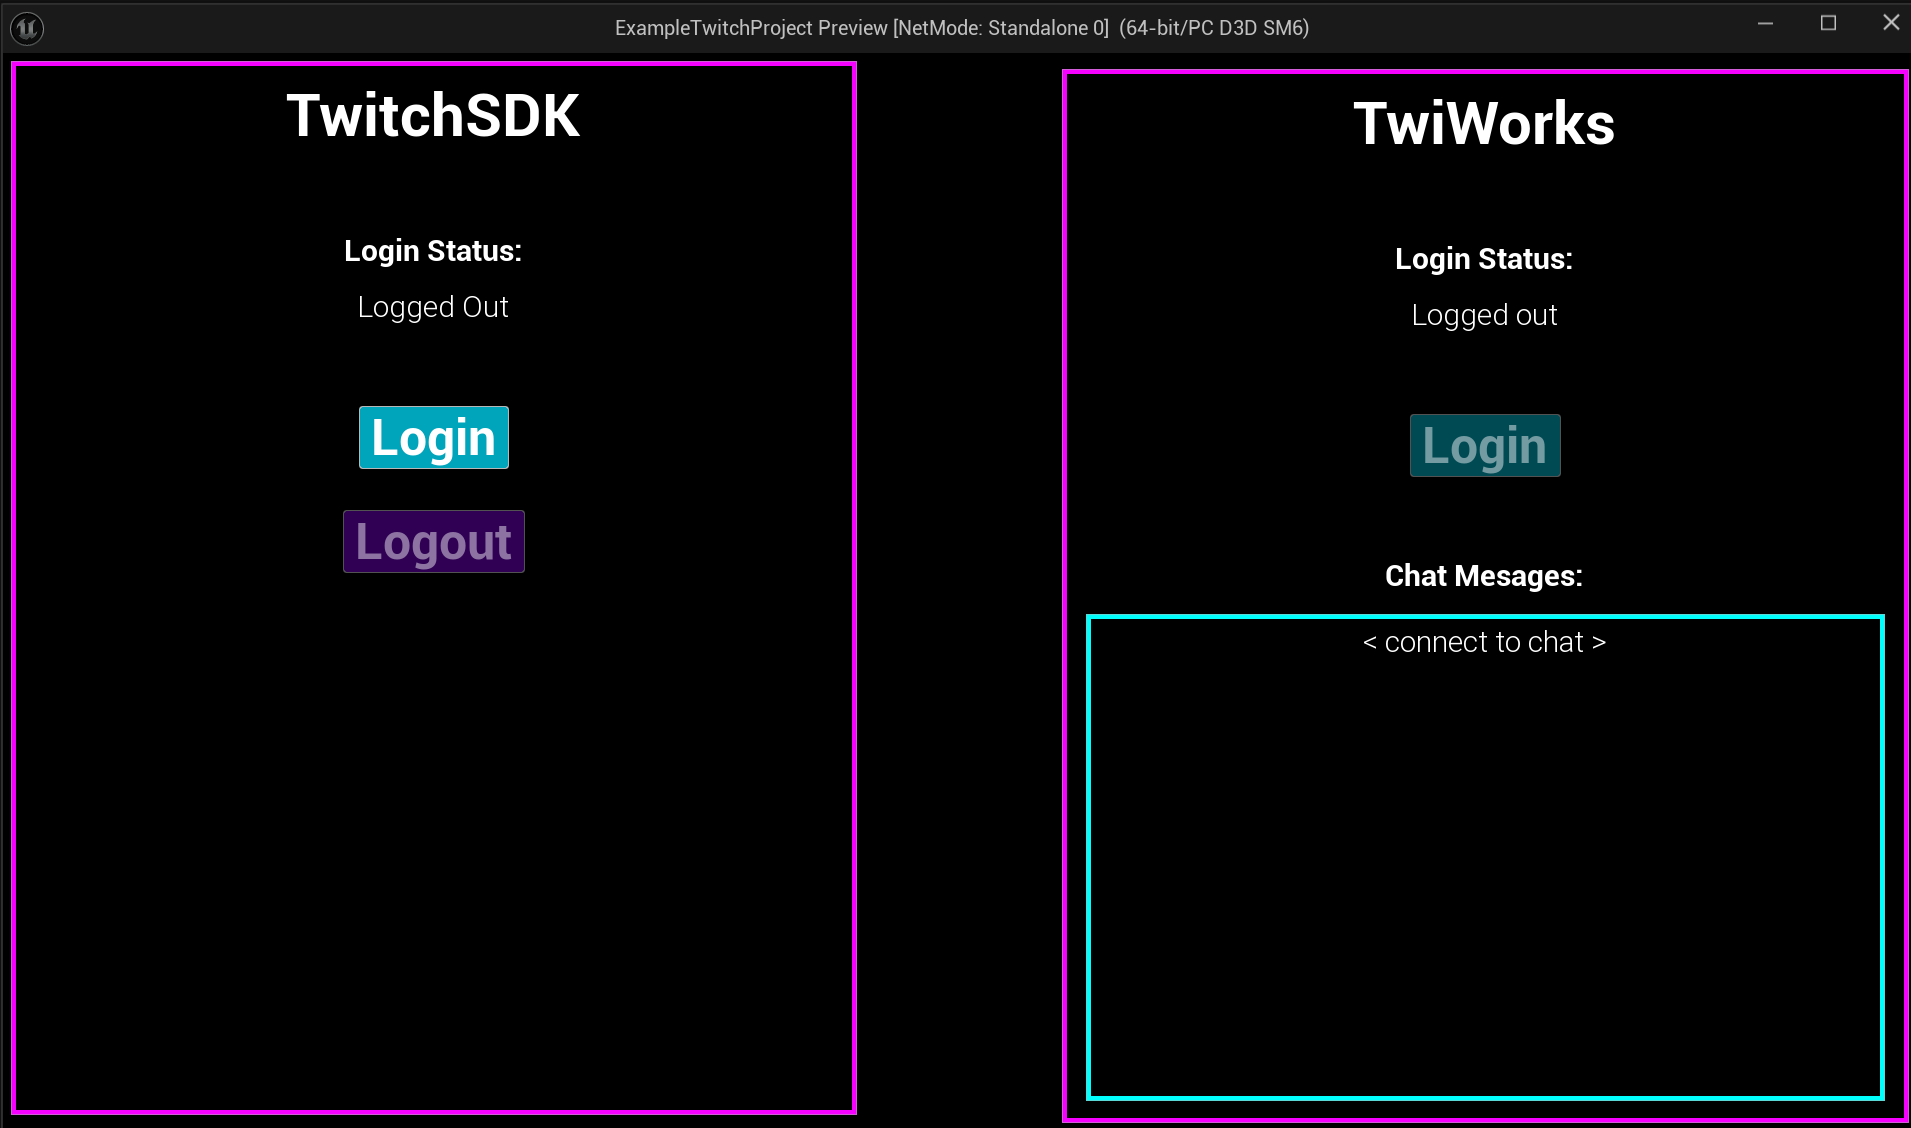 ExampleTwitchProject Preview [NetMode: Standalone 0] (64-bit/PC D3D SM6)
TwitchSDK
Login Status:
Logged Out
Login
Logout
TwiWorks
Login Status:
Logged out
Login
Chat Mesages:
< connect to chat >